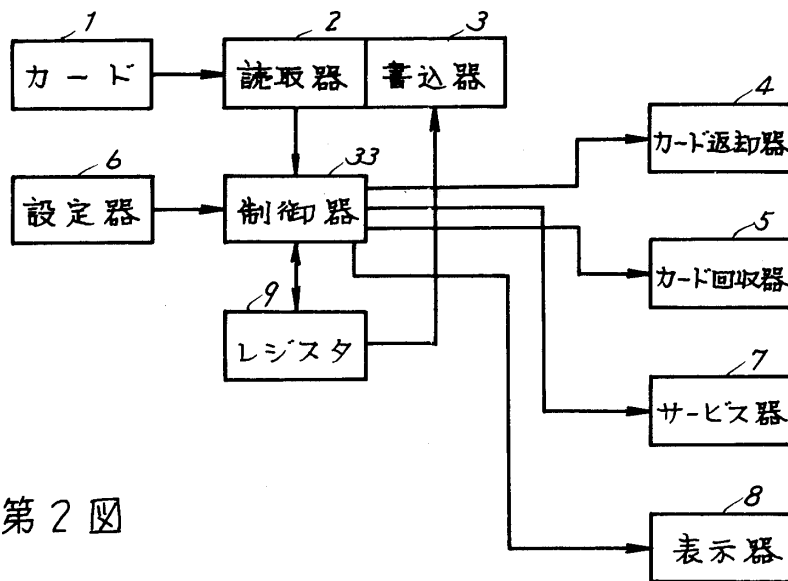 1
カード
2
読取器
3
書込器
4
カード返却器
6
設定器
33
制御器
5
カード回収器
9
レジスタ
7
サービス器
8
表示器
第2図